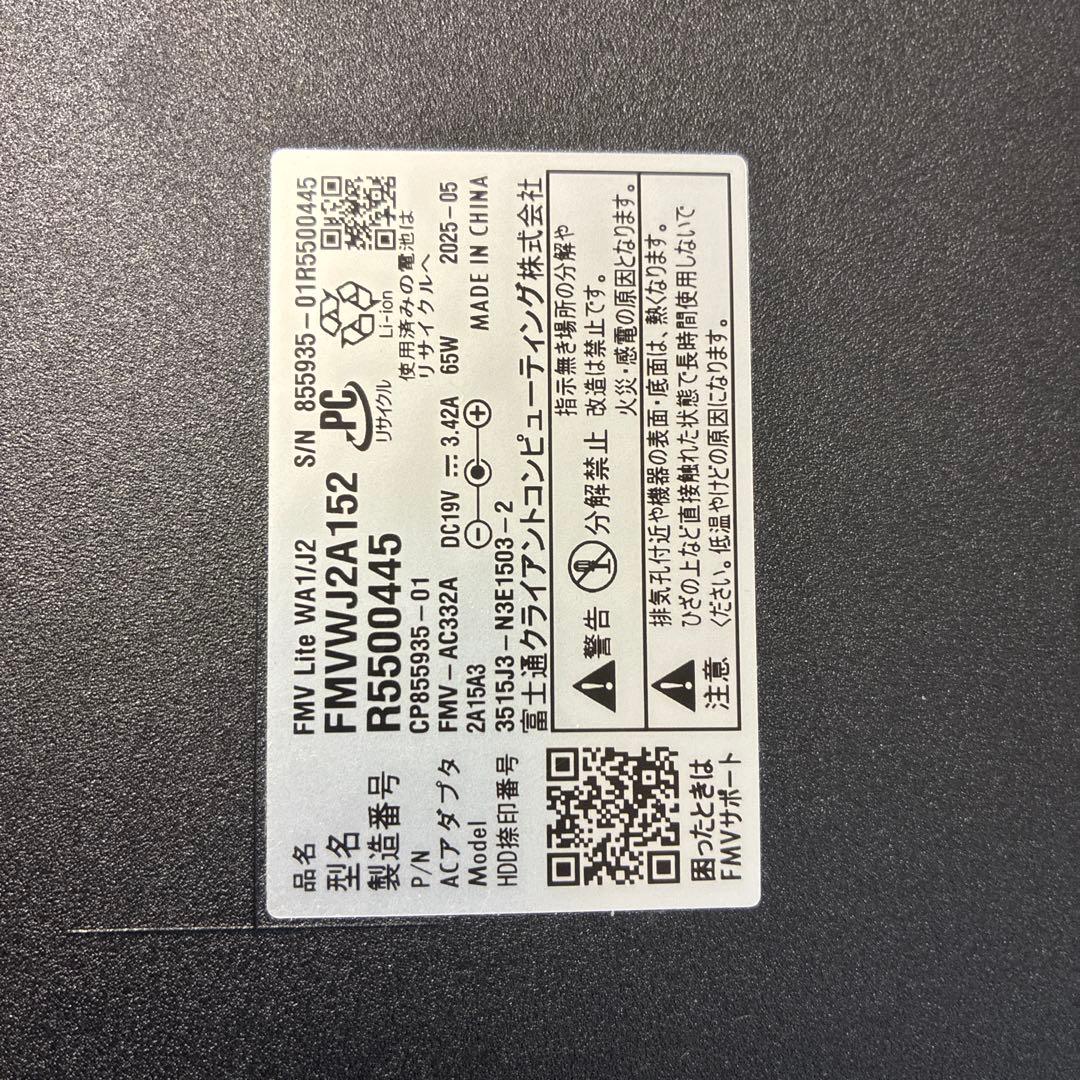 品名 FMV Lite WA1/J2 S/N 855935-01R5500445
型名 FMVWJ2A152
製造番号 R5500445
PC
リサイクル
Li-ion
使用済みの電池は
リサイクルへ
P/N CP855935-01
ACアダプタ FMV-AC332A DC19V 3.42A 65W 2025-05
Model 2A15A3
MADE IN CHINA
HDD捺印番号 3515J3-N3E1503-2
富士通クライアントコンピューティング株式会社
警告 分解禁止
指示無き場所の分解や
改造は禁止です。
火災・感電の原因となります。
注意
排気孔付近や機器の表面・底面は、熱くなります。
ひざの上など直接触れた状態で長時間使用しないで
ください。低温やけどの原因になります。
困ったときは
FMVサポート